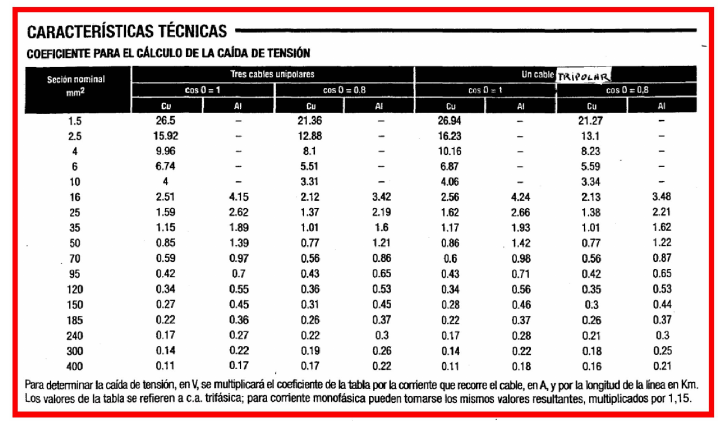 CARACTERÍSTICAS TÉCNICAS
COEFICIENTE PARA EL CÁLCULO DE LA CAÍDA DE TENSIÓN
Seción nominal mm2 Tres cables unipolares Un cable TRIPOLAR
cos O = 1 cos O = 0.8 cos O = 1 cos O = 0,8
Cu Al Cu Al Cu Al Cu Al
1.5 26.5 – 21.36 – 26.94 – 21.27 –
2.5 15.92 – 12.88 – 16.23 – 13.1 –
4 9.96 – 8.1 – 10.16 – 8.23 –
6 6.74 – 5.51 – 6.87 – 5.59 –
10 4 – 3.31 – 4.06 – 3.34 –
16 2.51 4.15 2.12 3.42 2.56 4.24 2.13 3.48
25 1.59 2.62 1.37 2.19 1.62 2.66 1.38 2.21
35 1.15 1.89 1.01 1.6 1.17 1.93 1.01 1.62
50 0.85 1.39 0.77 1.21 0.86 1.42 0.77 1.22
70 0.59 0.97 0.56 0.86 0.6 0.98 0.56 0.87
95 0.42 0.7 0.43 0.65 0.43 0.71 0.42 0.65
120 0.34 0.55 0.36 0.53 0.34 0.56 0.35 0.53
150 0.27 0.45 0.31 0.45 0.28 0.46 0.3 0.44
185 0.22 0.36 0.26 0.37 0.22 0.37 0.26 0.37
240 0.17 0.27 0.22 0.3 0.17 0.28 0.21 0.3
300 0.14 0.22 0.19 0.26 0.14 0.22 0.18 0.25
400 0.11 0.17 0.17 0.22 0.11 0.18 0.16 0.21
Para determinar la caída de tensión, en V, se multiplicará el coeficiente de la tabla por la corriente que recorre el cable, en A, y por la longitud de la línea en Km.
Los valores de la tabla se refieren a c.a. trifásica; para corriente monofásica pueden tomarse los mismos valores resultantes, multiplicados por 1,15.